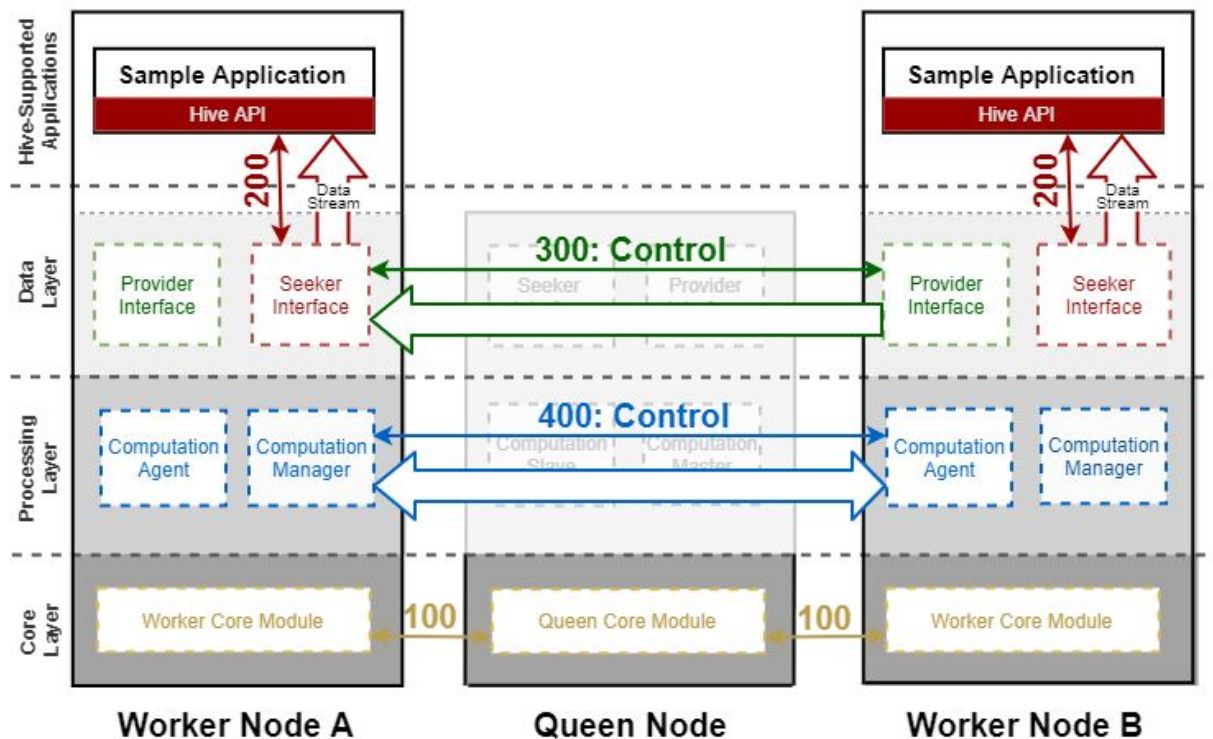 Hive-Supported
Applications
Sample Application
Hive API
200
Data
Stream
Sample Application
Hive API
200
Data
Stream
Data
Layer
Provider
Interface
Seeker
Interface
300: Control
Seeker
Provider
Provider
Interface
Seeker
Interface
Processing
Layer
Computation
Agent
Computation
Manager
400: Control
Computation
Slave
Computation
Master
Computation
Agent
Computation
Manager
Core
Layer
Worker Core Module
100
Queen Core Module
100
Worker Core Module
Worker Node A
Queen Node
Worker Node B